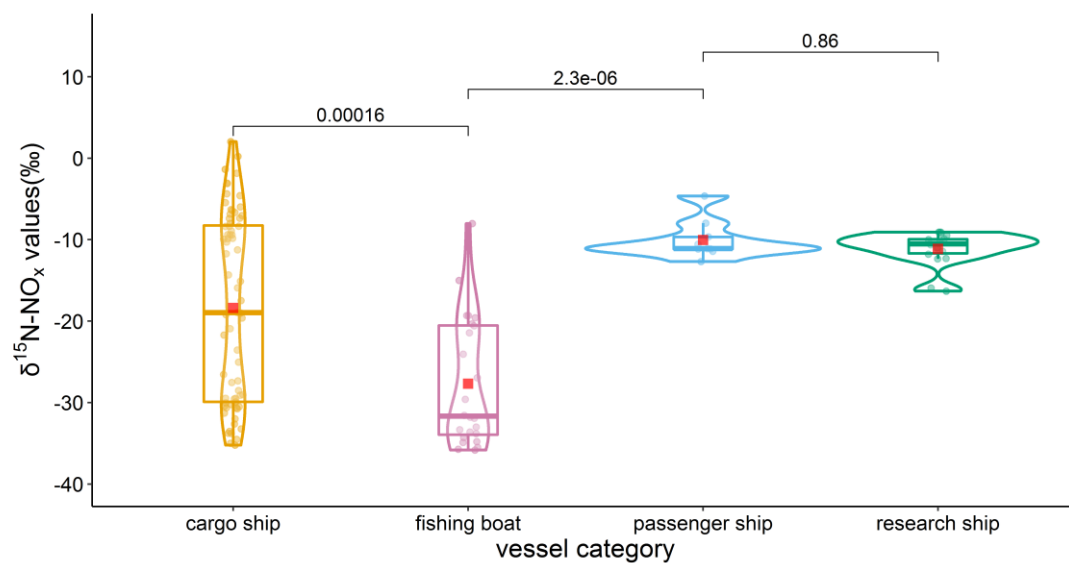 0.86
2.3e-06
0.00016
10
0
-10
-20
-30
-40
δ¹⁵N-NOₓ values(‰)
cargo ship fishing boat passenger ship research ship
vessel category